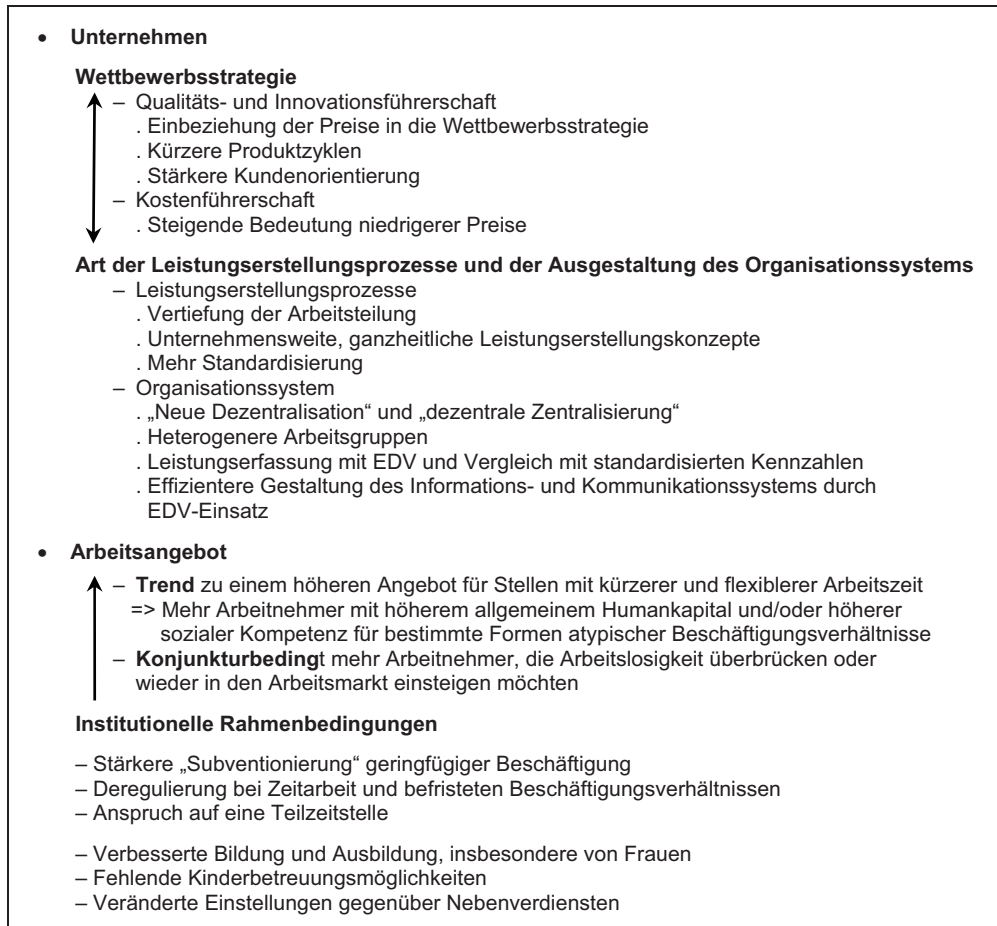 • Unternehmen
Wettbewerbsstrategie
– Qualitäts- und Innovationsführerschaft
. Einbeziehung der Preise in die Wettbewerbsstrategie
. Kürzere Produktzyklen
. Stärkere Kundenorientierung
– Kostenführerschaft
. Steigende Bedeutung niedrigerer Preise
Art der Leistungserstellungsprozesse und der Ausgestaltung des Organisationssystems
– Leistungserstellungsprozesse
. Vertiefung der Arbeitsteilung
. Unternehmensweite, ganzheitliche Leistungserstellungskonzepte
. Mehr Standardisierung
– Organisationssystem
. „Neue Dezentralisation“ und „dezentrale Zentralisierung“
. Heterogenere Arbeitsgruppen
. Leistungserfassung mit EDV und Vergleich mit standardisierten Kennzahlen
. Effizientere Gestaltung des Informations- und Kommunikationssystems durch
EDV-Einsatz
• Arbeitsangebot
– Trend zu einem höheren Angebot für Stellen mit kürzerer und flexiblerer Arbeitszeit
=> Mehr Arbeitnehmer mit höherem allgemeinem Humankapital und/oder höherer
sozialer Kompetenz für bestimmte Formen atypischer Beschäftigungsverhältnisse
– Konjunkturbedingt mehr Arbeitnehmer, die Arbeitslosigkeit überbrücken oder
wieder in den Arbeitsmarkt einsteigen möchten
Institutionelle Rahmenbedingungen
– Stärkere „Subventionierung“ geringfügiger Beschäftigung
– Deregulierung bei Zeitarbeit und befristeten Beschäftigungsverhältnissen
– Anspruch auf eine Teilzeitstelle
– Verbesserte Bildung und Ausbildung, insbesondere von Frauen
– Fehlende Kinderbetreuungsmöglichkeiten
– Veränderte Einstellungen gegenüber Nebenverdiensten